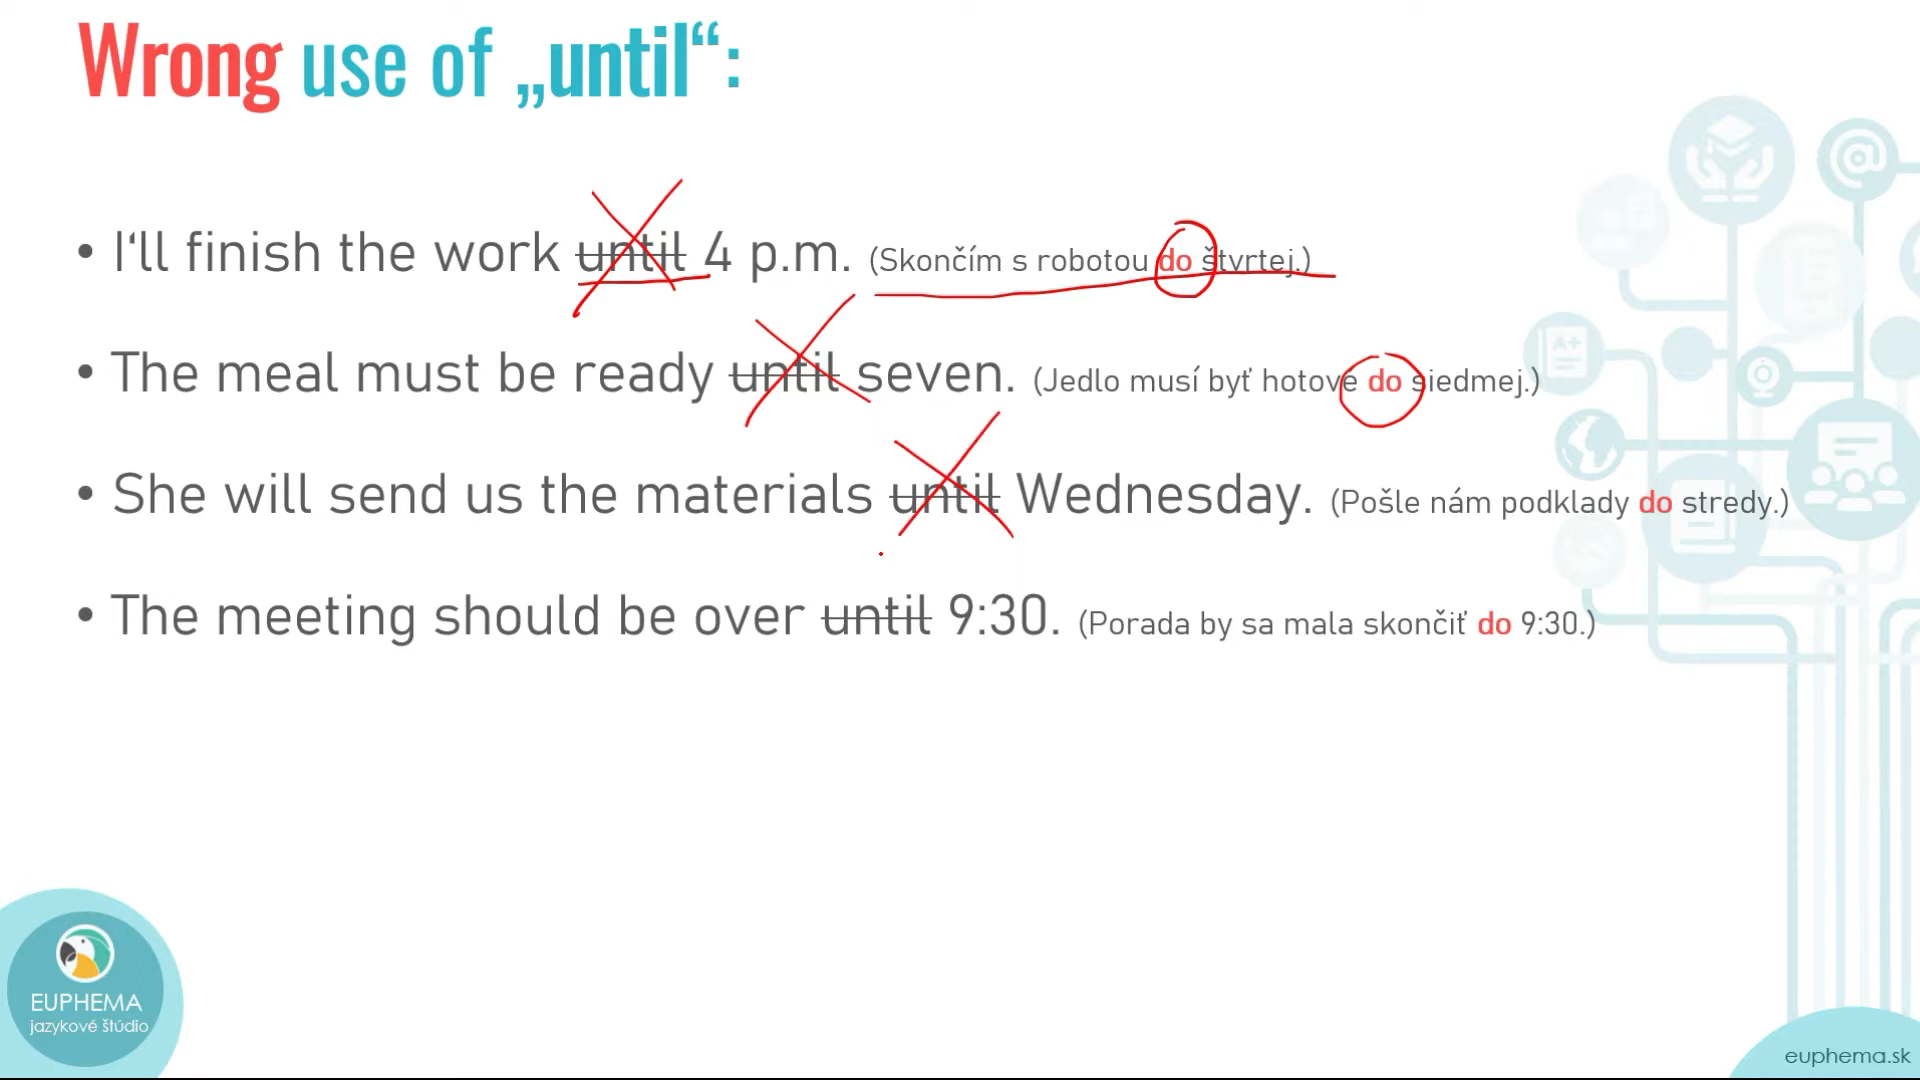 Wrong use of „until“:
• I‘ll finish the work until 4 p.m. (Skončím s robotou do štvrtej.)
• The meal must be ready until seven. (Jedlo musí byť hotové do siedmej.)
• She will send us the materials until Wednesday. (Pošle nám podklady do stredy.)
• The meeting should be over until 9:30. (Porada by sa mala skončiť do 9:30.)
A+
@
EUPHEMA
jazykové štúdio
euphema.sk